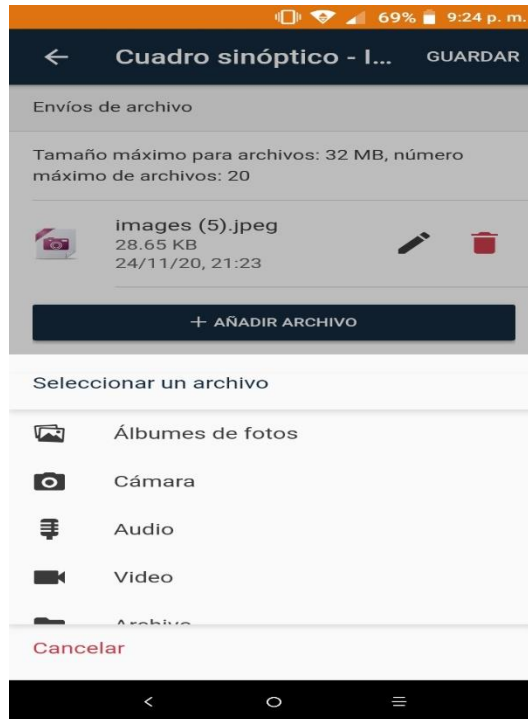 69% 9:24 p. m.
Cuadro sinóptico - I... GUARDAR
Envíos de archivo
Tamaño máximo para archivos: 32 MB, número
máximo de archivos: 20
images (5).jpeg
28.65 KB
24/11/20, 21:23
+ AÑADIR ARCHIVO
Seleccionar un archivo
Álbumes de fotos
Cámara
Audio
Video
Archivo
Cancelar